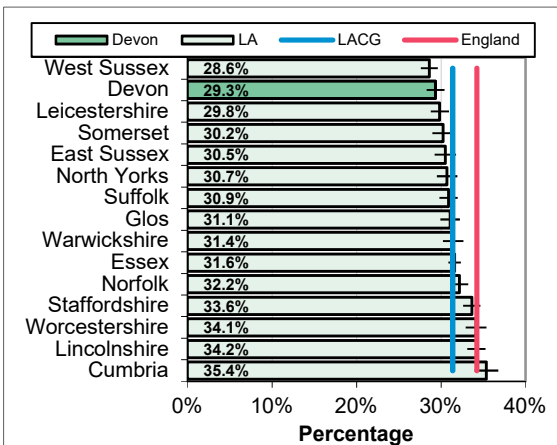 Devon LA LACG England
West Sussex 28.6%
Devon 29.3%
Leicestershire 29.8%
Somerset 30.2%
East Sussex 30.5%
North Yorks 30.7%
Suffolk 30.9%
Glos 31.1%
Warwickshire 31.4%
Essex 31.6%
Norfolk 32.2%
Staffordshire 33.6%
Worcestershire 34.1%
Lincolnshire 34.2%
Cumbria 35.4%
0% 10% 20% 30% 40%
Percentage